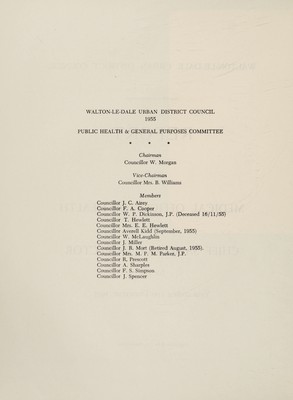 WALTON-LE-DALE URBAN DISTRICT COUNCIL
1955
PUBLIC HEALTH & GENERAL PURPOSES COMMITTEE
* * *
Chairman
Councillor W. Morgan
Vice-Chairman
Councillor Mrs. B. Williams
Members
Councillor J. C. Airey
Councillor F. A. Cooper
Councillor W. F. Dickinson, J.P. (Deceased 16/11/55)
Councillor T. Hewlett
Councillor Mrs. E. E. Hewlett
Councillor Averell Kidd (September, 1955)
Councillor W. McLaughlin
Councillor J. Miller
Councillor J. R. Mort (Retired August, 1955).
Councillor Mrs. M. F. M. Parker, J.P.
Councillor R. Prescott
Councillor A. Sharples
Councillor F. S. Simpson
Councillor J. Spencer